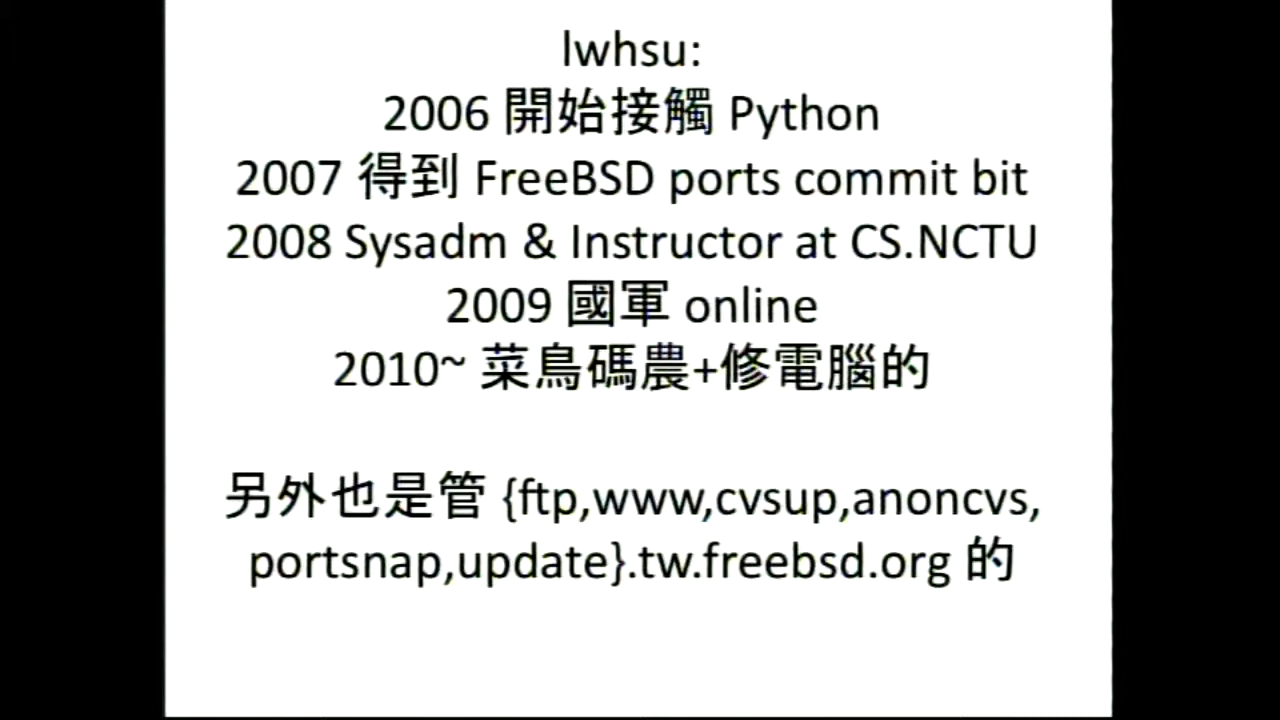 lwhsu:
2006 開始接觸 Python
2007 得到 FreeBSD ports commit bit
2008 Sysadm & Instructor at CS.NCTU
2009 國軍 online
2010~ 菜鳥碼農+修電腦的
另外也是管 {ftp,www,cvsup,anoncvs,
portsnap,update}.tw.freebsd.org 的